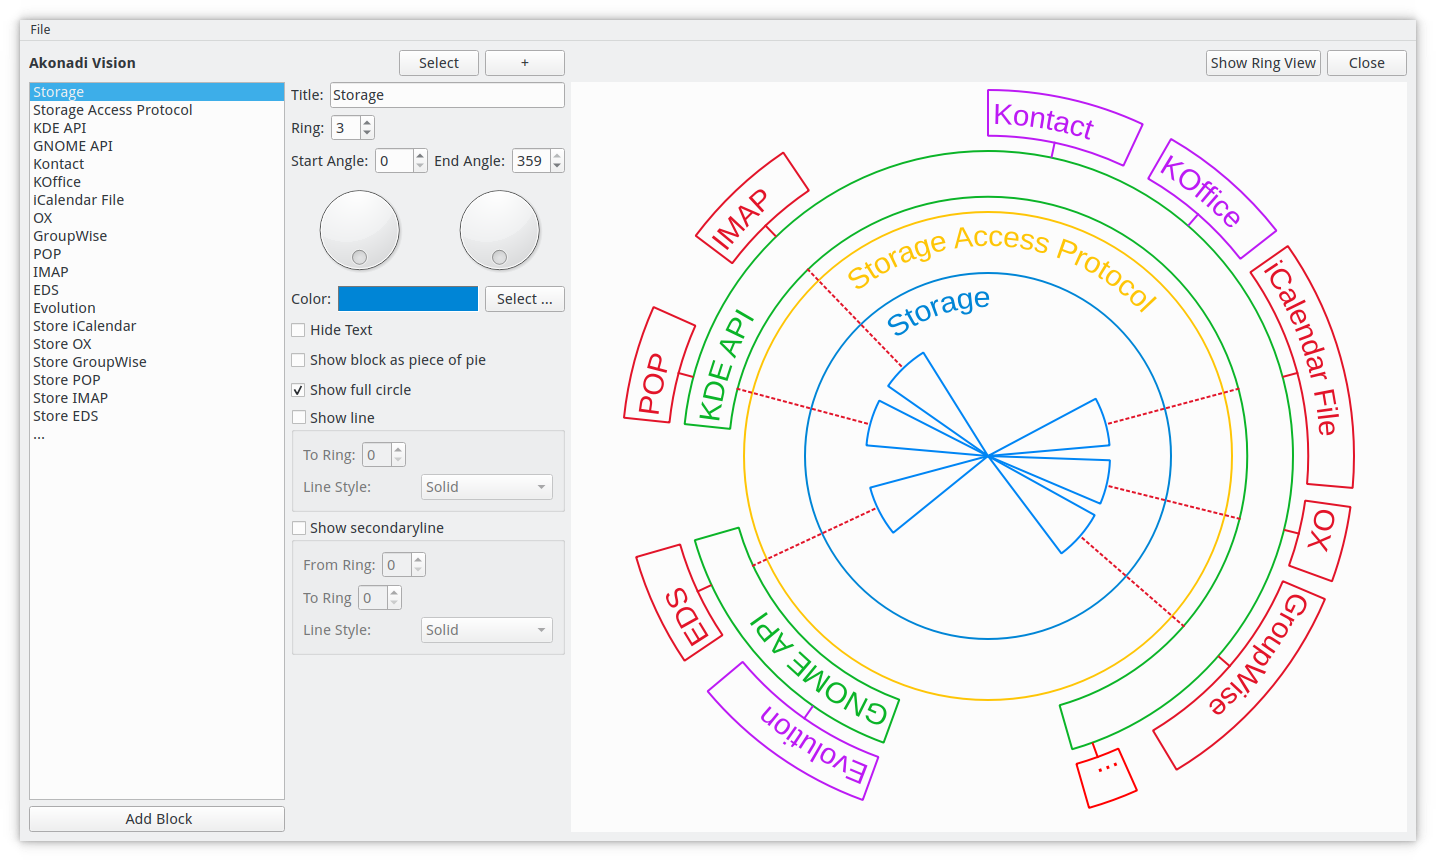 File
Akonadi Vision
Select
+
Show Ring View
Close
Storage
Storage Access Protocol
KDE API
GNOME API
Kontact
KOffice
iCalendar File
OX
GroupWise
POP
IMAP
EDS
Evolution
Store iCalendar
Store OX
Store GroupWise
Store POP
Store IMAP
Store EDS
...
Add Block
Title: Storage
Ring: 3
Start Angle: 0 End Angle: 359
Color: Select ...
Hide Text
Show block as piece of pie
Show full circle
Show line
To Ring: 0
Line Style: Solid
Show secondaryline
From Ring: 0
To Ring 0
Line Style: Solid
Kontact
KOffice
iCalendar File
OX
GroupWise
...
Evolution
EDS
POP
IMAP
KDE API
GNOME API
Storage Access Protocol
Storage